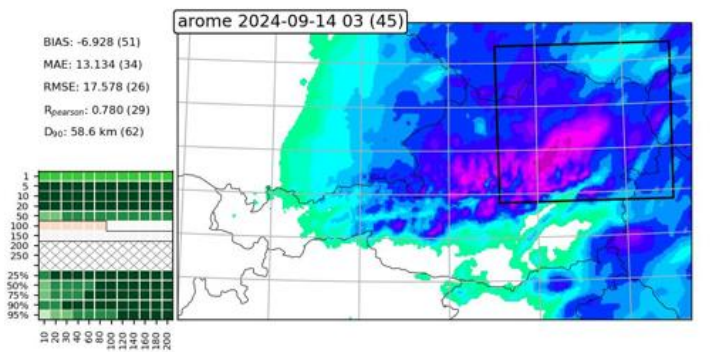 arome 2024-09-14 03 (45)
BIAS: -6.928 (51)
MAE: 13.134 (34)
RMSE: 17.578 (26)
Rpearson: 0.780 (29)
D90: 58.6 km (62)
1
5
10
20
50
100
150
200
250
25%
50%
75%
90%
95%
10 20 30 40 60 80 100 120 140 160 180 200